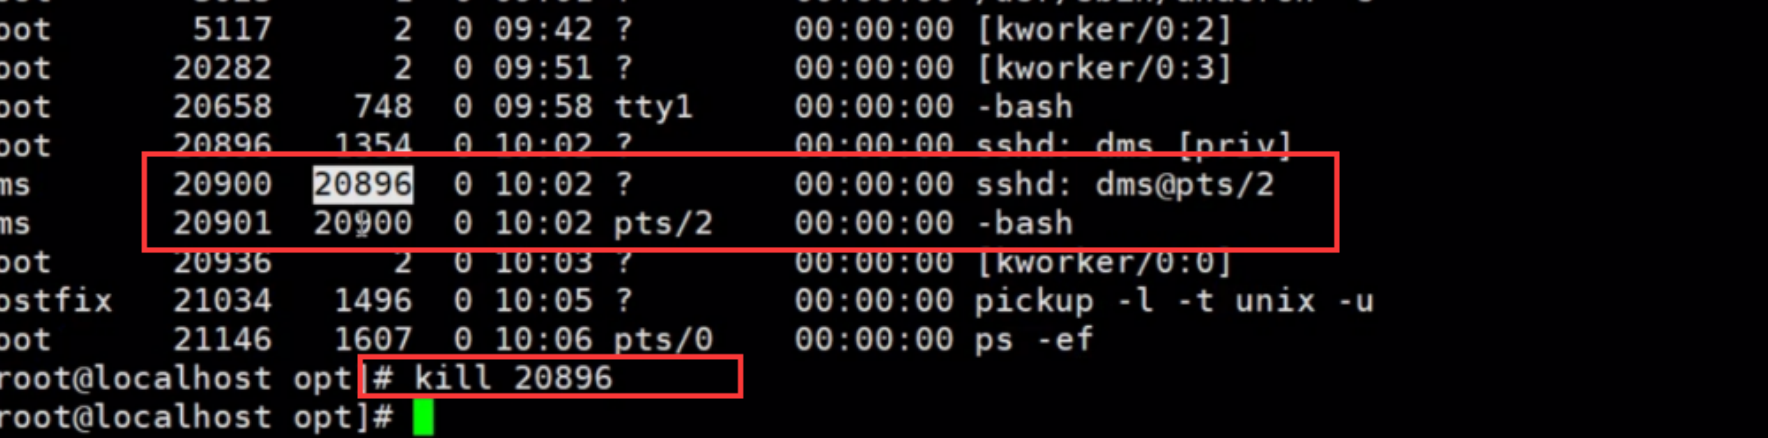 oot 5117 2 0 09:42 ? 00:00:00 [kworker/0:2]
oot 20282 2 0 09:51 ? 00:00:00 [kworker/0:3]
oot 20658 748 0 09:58 tty1 00:00:00 -bash
oot 20896 1354 0 10:02 ? 00:00:00 sshd: dms [priv]
ms 20900 20896 0 10:02 ? 00:00:00 sshd: dms@pts/2
ms 20901 20900 0 10:02 pts/2 00:00:00 -bash
oot 20936 2 0 10:03 ? 00:00:00 [kworker/0:0]
ostfix 21034 1496 0 10:05 ? 00:00:00 pickup -l -t unix -u
oot 21146 1607 0 10:06 pts/0 00:00:00 ps -ef
root@localhost opt]# kill 20896
root@localhost opt]#